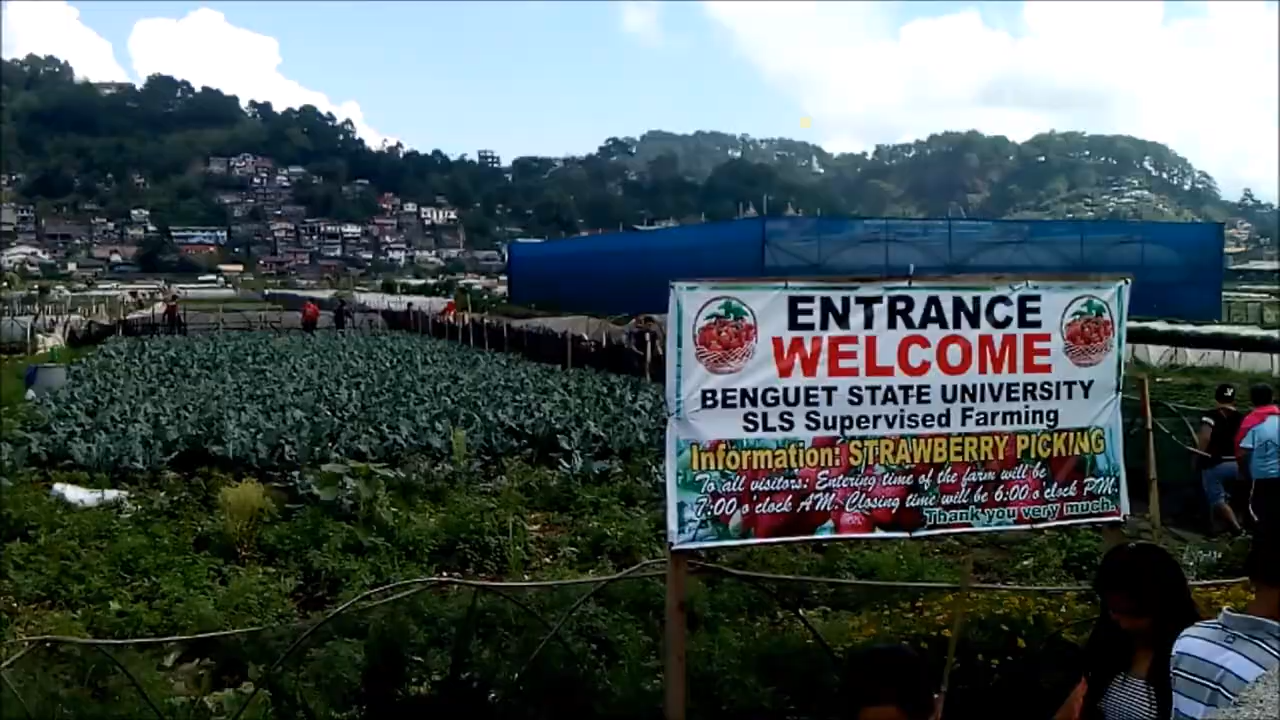 ENTRANCE
WELCOME
BENGUET STATE UNIVERSITY
SLS Supervised Farming
Information: STRAWBERRY PICKING
To all visitors: Entering time of the farm will be
7:00 o clock AM. Closing time will be 6:00 o clock PM.
Thank you very much.